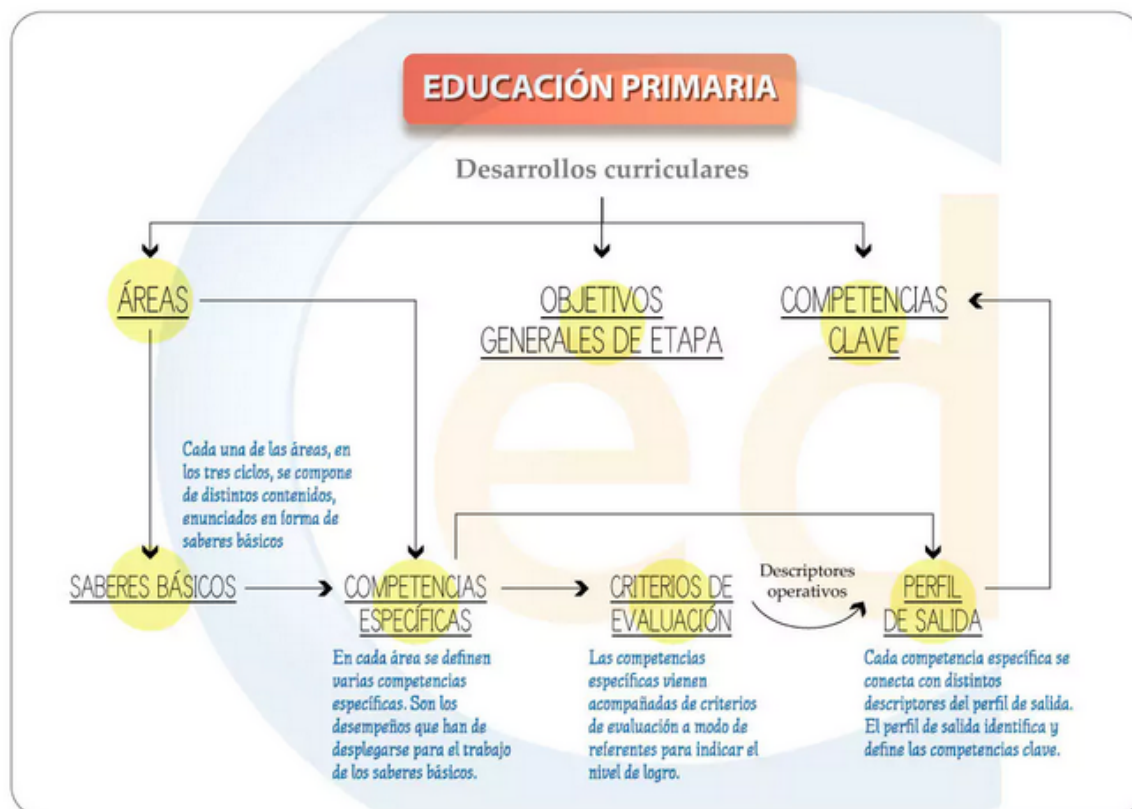 EDUCACIÓN PRIMARIA
Desarrollos curriculares
ÁREAS
OBJETIVOS
GENERALES DE ETAPA
COMPETENCIAS
CLAVE
Cada una de las áreas, en
los tres ciclos, se compone
de distintos contenidos,
enunciados en forma de
saberes básicos
SABERES BÁSICOS
COMPETENCIAS
ESPECÍFICAS
CRITERIOS DE
EVALUACIÓN
Descriptores
operativos
PERFIL
DE SALIDA
En cada área se definen
varias competencias
específicas. Son los
desempeños que han de
desplegarse para el trabajo
de los saberes básicos.
Las competencias
específicas vienen
acompañadas de criterios
de evaluación a modo de
referentes para indicar el
nivel de logro.
Cada competencia específica se
conecta con distintos
descriptores del perfil de salida.
El perfil de salida identifica y
define las competencias clave.
Ced